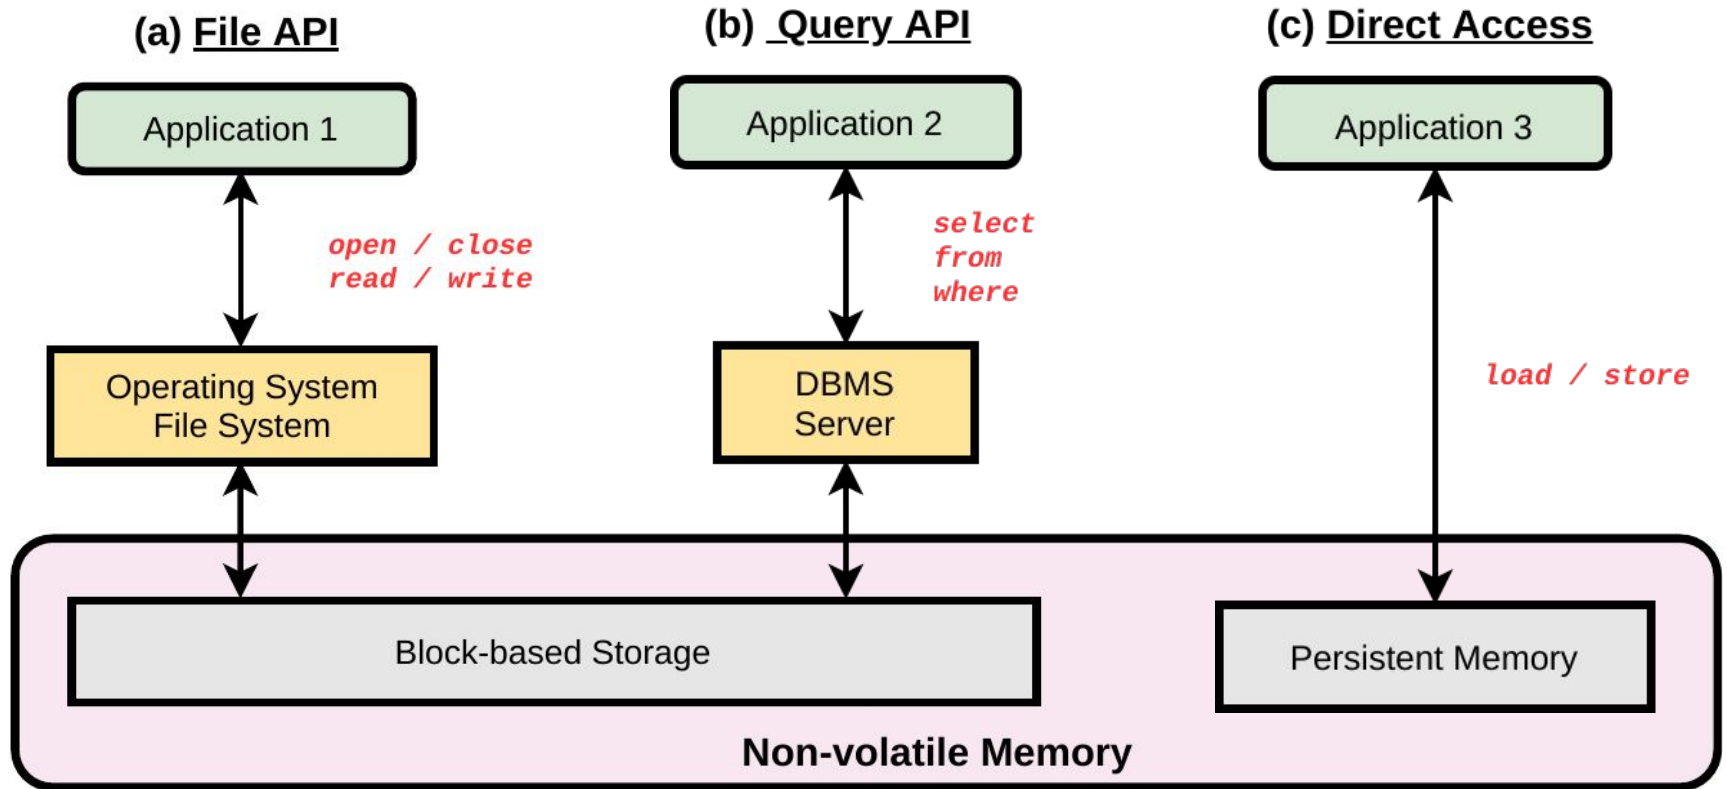 (a) File API
(b) Query API
(c) Direct Access
Application 1
Application 2
Application 3
open / close
read / write
select
from
where
load / store
Operating System
File System
DBMS
Server
Block-based Storage
Persistent Memory
Non-volatile Memory